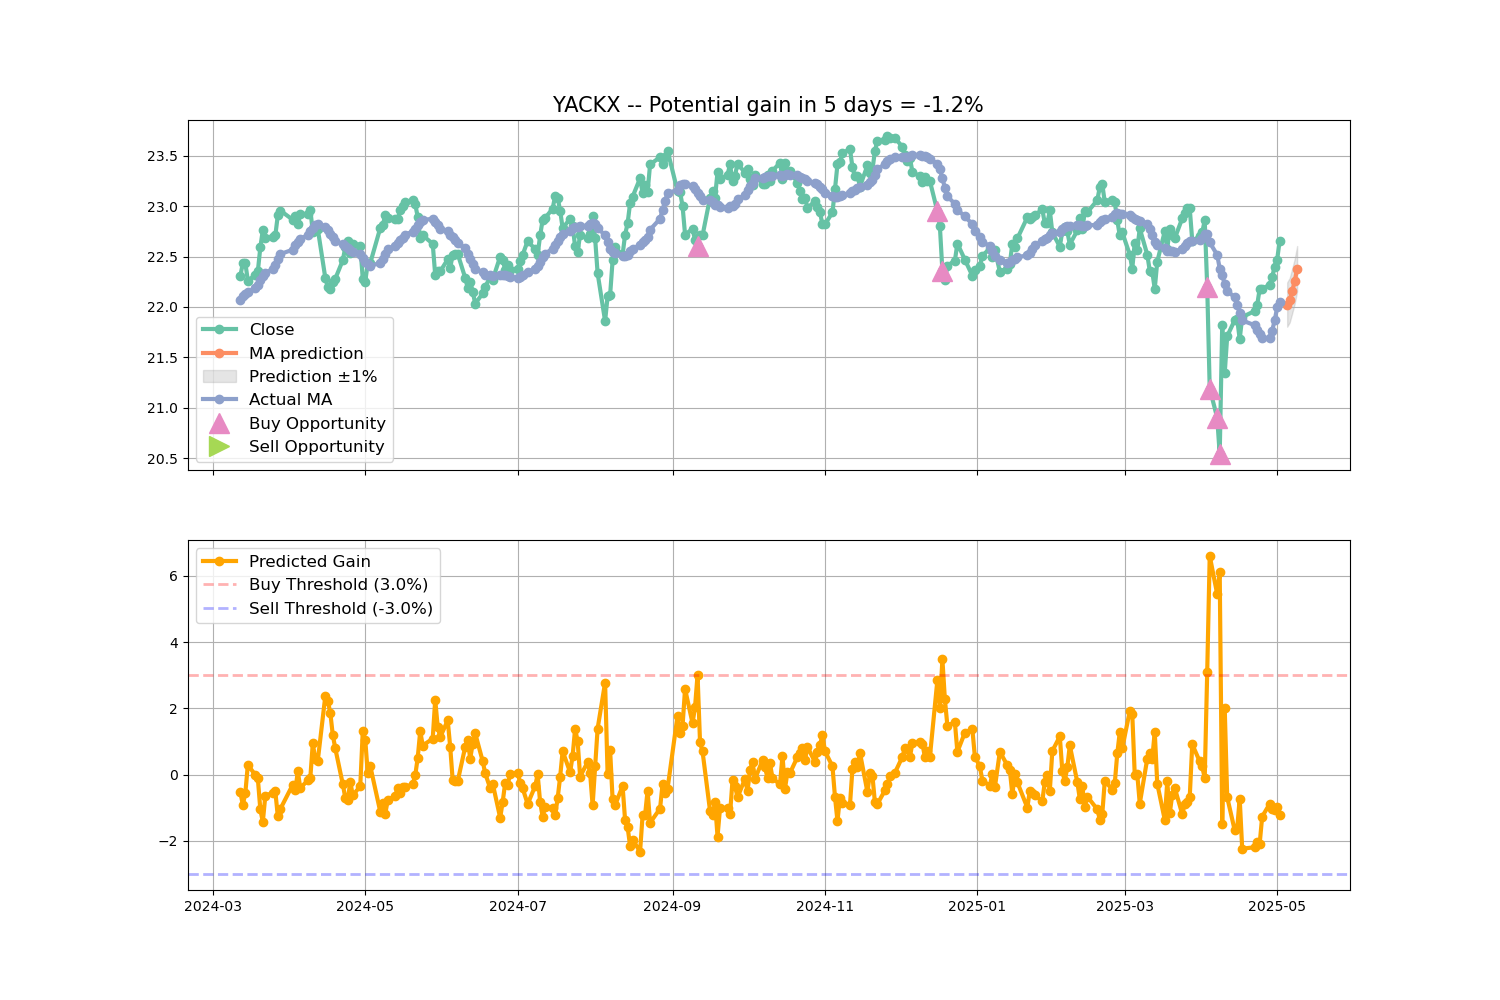 YACKX -- Potential gain in 5 days = -1.2%
23.5
23.0
22.5
22.0
21.5
21.0
20.5
Close
MA prediction
Prediction ±1%
Actual MA
Buy Opportunity
Sell Opportunity
6
4
2
0
−2
Predicted Gain
Buy Threshold (3.0%)
Sell Threshold (-3.0%)
2024-03 2024-05 2024-07 2024-09 2024-11 2025-01 2025-03 2025-05